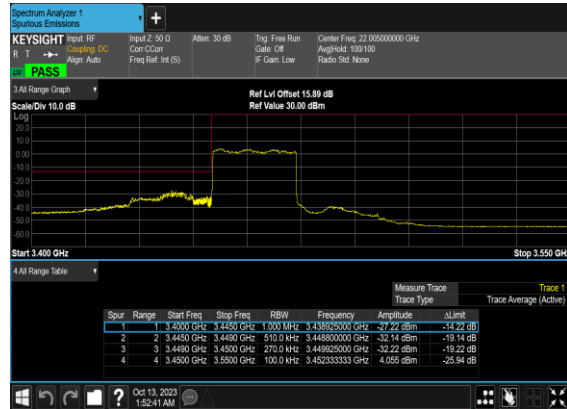 Spectrum Analyzer 1
Spurious Emissions
+
KEYSIGHT Input: RF Input Z: 50 Ω Atten: 30 dB Trig: Free Run Center Freq: 22.005000000 GHz
R T Coupling: DC Corr CCorr Gate: Off Avg|Hold: 100/100
Align: Auto Freq Ref: Int (S) IF Gain: Low Radio Std: None
PASS
3 All Range Graph Ref Lvl Offset 15.89 dB
Scale/Div 10.0 dB Ref Value 30.00 dBm
Log
20.0
10.0
0.00
-10.0
-20.0
-30.0
-40.0
-50.0
-60.0
Start 3.400 GHz Stop 3.550 GHz
4 All Range Table
Measure Trace Trace 1
Trace Type Trace Average (Active)
Spur Range Start Freq Stop Freq RBW Frequency Amplitude ΔLimit
1 1 3.4000 GHz 3.4450 GHz 1.000 MHz 3.438925000 GHz -27.22 dBm -14.22 dB
2 2 3.4450 GHz 3.4490 GHz 510.0 kHz 3.448800000 GHz -32.14 dBm -19.14 dB
3 3 3.4490 GHz 3.4500 GHz 270.0 kHz 3.449925000 GHz -32.22 dBm -19.22 dB
4 4 3.4500 GHz 3.5500 GHz 100.0 kHz 3.452333333 GHz 4.055 dBm -25.94 dB
? Oct 13, 2023
1:52:41 AM